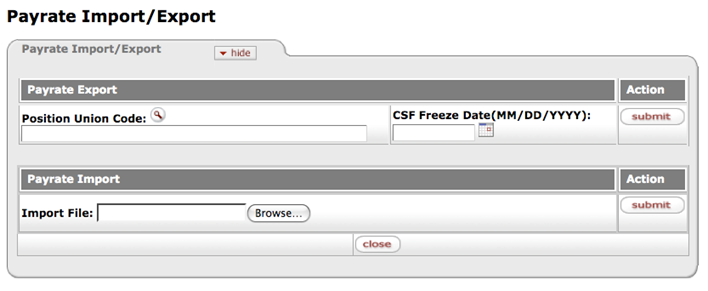 Payrate Import/Export
Payrate Import/Export
hide
Payrate Export Action
Position Union Code: CSF Freeze Date(MM/DD/YYYY): submit
Payrate Import Action
Import File: Browse... submit
close